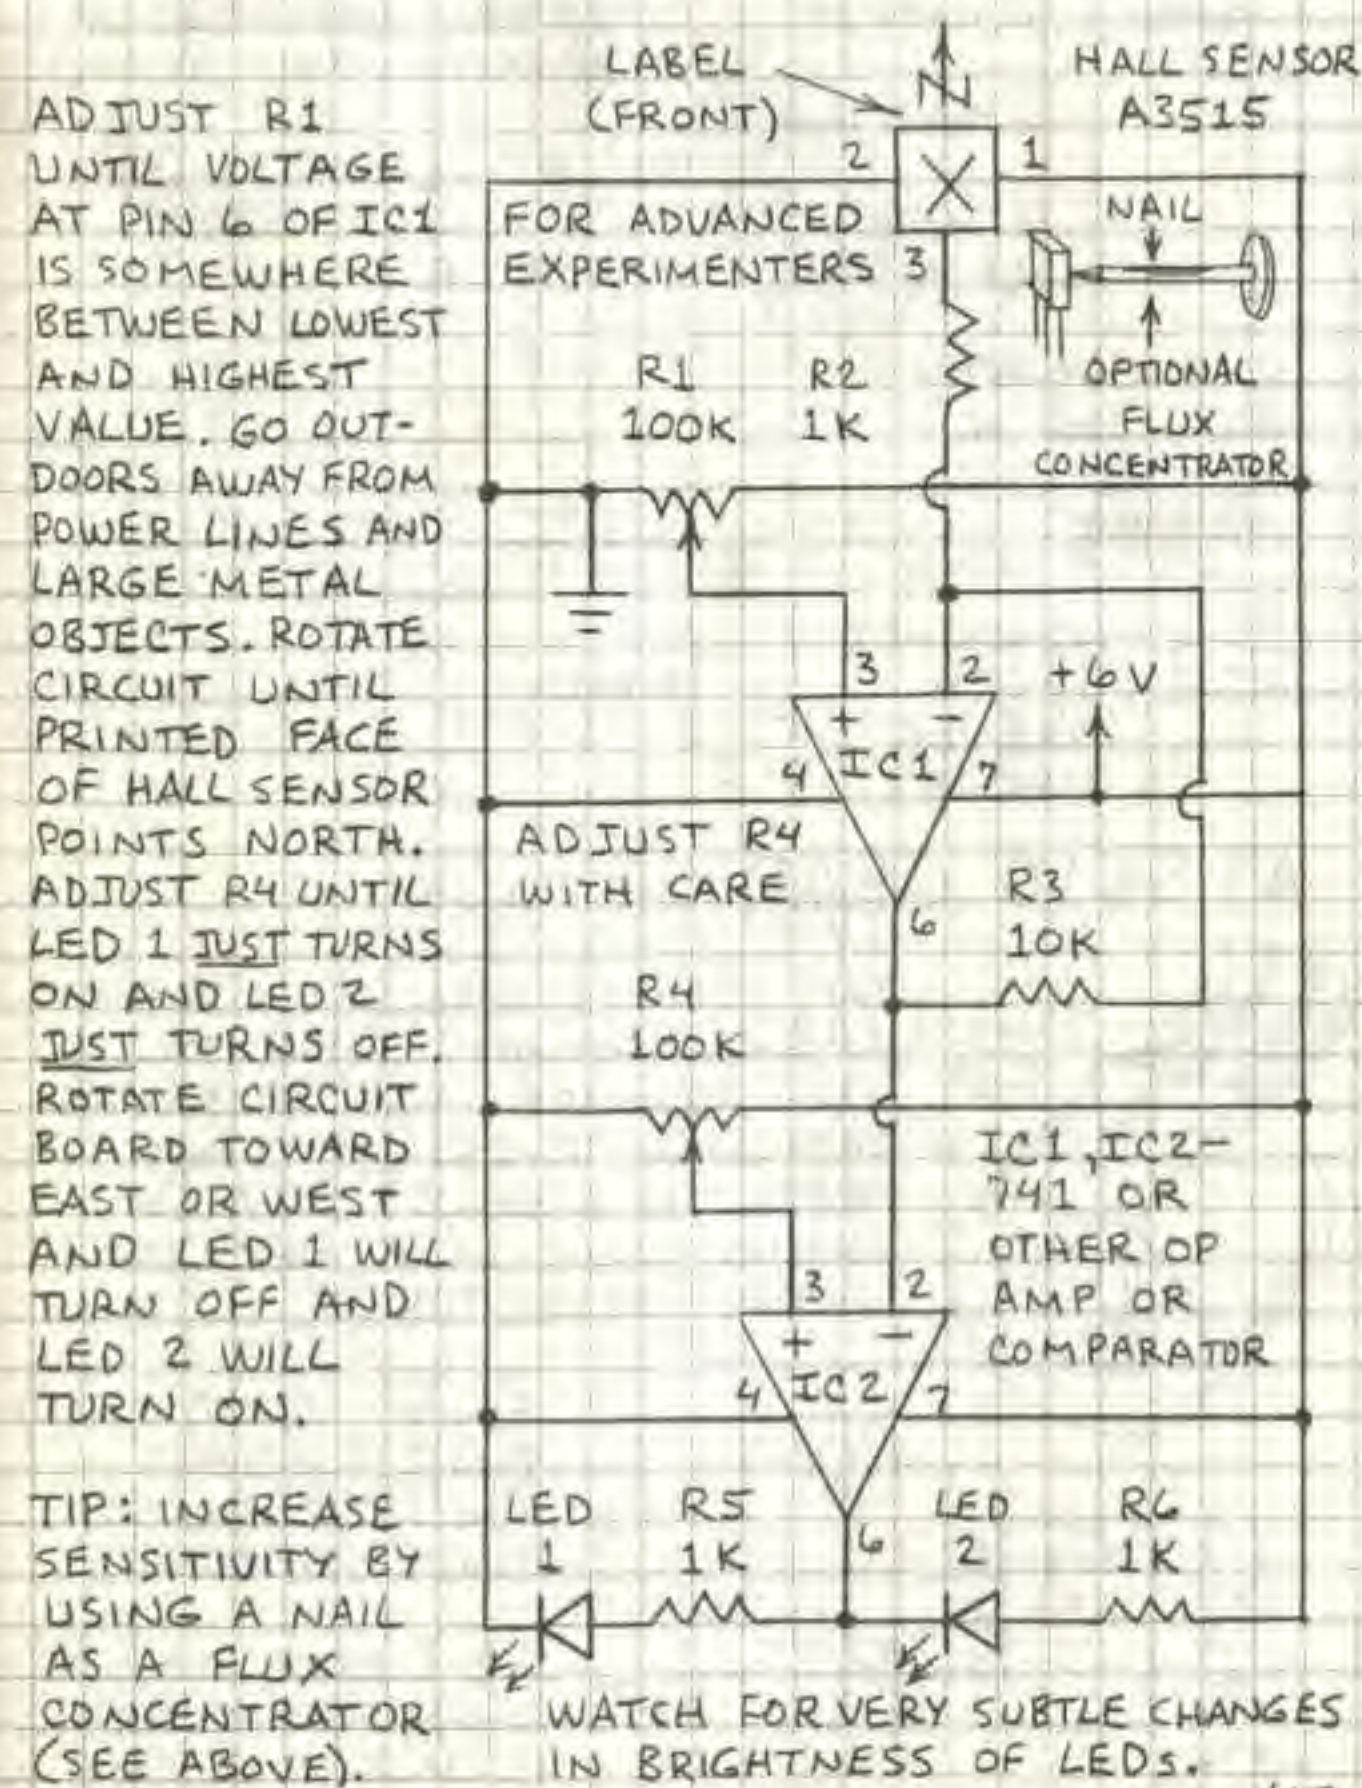 ADJUST R1
UNTIL VOLTAGE
AT PIN 6 OF IC1
IS SOMEWHERE
BETWEEN LOWEST
AND HIGHEST
VALUE. GO OUT-
DOORS AWAY FROM
POWER LINES AND
LARGE METAL
OBJECTS. ROTATE
CIRCUIT UNTIL
PRINTED FACE
OF HALL SENSOR
POINTS NORTH.
ADJUST R4 UNTIL
LED 1 JUST TURNS
ON AND LED 2
JUST TURNS OFF.
ROTATE CIRCUIT
BOARD TOWARD
EAST OR WEST
AND LED 1 WILL
TURN OFF AND
LED 2 WILL
TURN ON.
TIP: INCREASE
SENSITIVITY BY
USING A NAIL
AS A FLUX
CONCENTRATOR
(SEE ABOVE).
LABEL
(FRONT)
N
HALL SENSOR
A3515
2
X
1
3
FOR ADVANCED
EXPERIMENTERS
NAIL
OPTIONAL
FLUX
CONCENTRATOR
R1
100K
R2
1K
3
2
+6V
+
-
IC1
4
7
6
ADJUST R4
WITH CARE
R3
10K
R4
100K
IC1, IC2-
741 OR
OTHER OP
AMP OR
COMPARATOR
3
2
+
-
IC2
4
7
6
LED
1
R5
1K
LED
2
R6
1K
WATCH FOR VERY SUBTLE CHANGES
IN BRIGHTNESS OF LEDS.